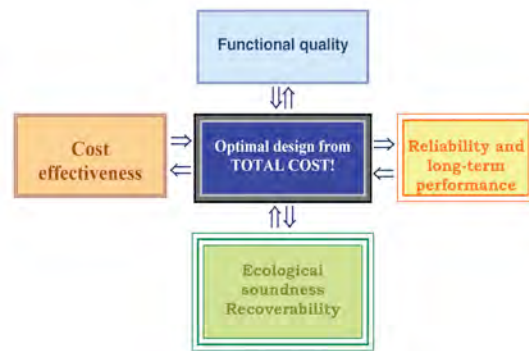 Functional quality
⇓⇑
Cost
effectiveness
⇒
⇐
Optimal design from
TOTAL COST!
⇒
⇐
Reliability and
long-term
performance
⇑⇓
Ecological
soundness
Recoverability